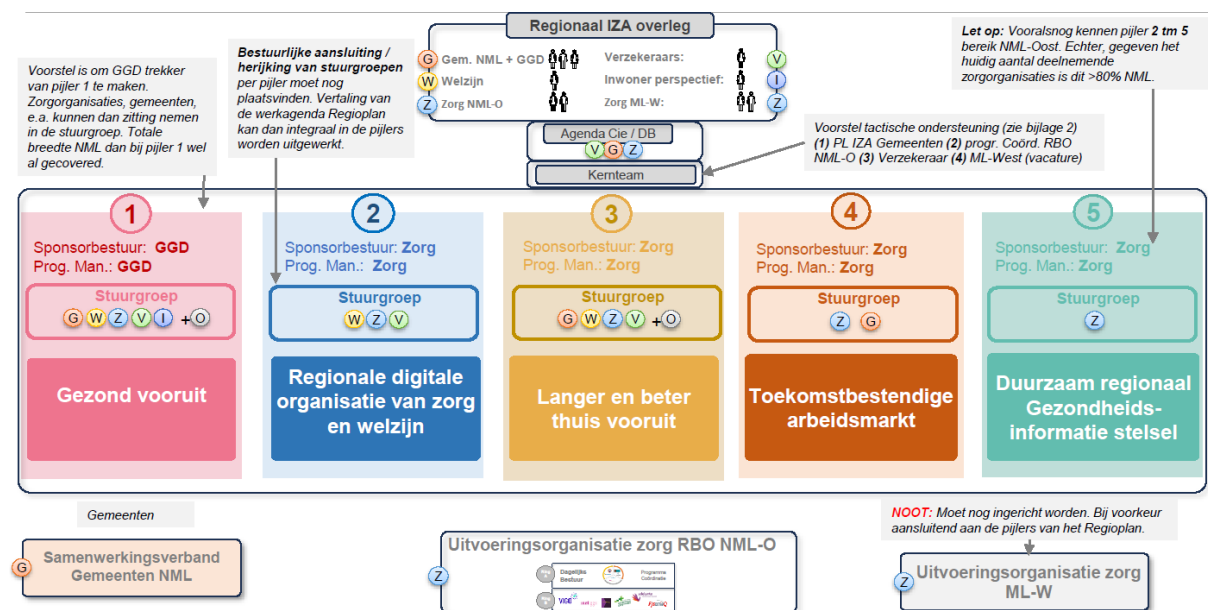 Regionaal IZA overleg
G Gem. NML + GGD
W Welzijn
Z Zorg NML-O
Verzekeraars: V
Inwoner perspectief: I
Zorg ML-W: Z
Agenda Cie / DB
V G Z
Kernteam
Voorstel is om GGD trekker
van pijler 1 te maken.
Zorgorganisaties, gemeenten,
e.a. kunnen dan zitting nemen
in de stuurgroep. Totale
breedte NML dan bij pijler 1 wel
al gecovered.
Bestuurlijke aansluiting /
herijking van stuurgroepen
per pijler moet nog
plaatsvinden. Vertaling van
de werkagenda Regioplan
kan dan integraal in de pijlers
worden uitgewerkt.
Let op: Vooralsnog kennen pijler 2 tm 5
bereik NML-Oost. Echter, gegeven het
huidig aantal deelnemende
zorgorganisaties is dit >80% NML.
Voorstel tactische ondersteuning (zie bijlage 2)
(1) PL IZA Gemeenten (2) progr. Coörd. RBO
NML-O (3) Verzekeraar (4) ML-West (vacature)
1
Sponsorbestuur: GGD
Prog. Man.: GGD
Stuurgroep
G W Z V I +O
Gezond vooruit
2
Sponsorbestuur: Zorg
Prog. Man.: Zorg
Stuurgroep
W Z V
Regionale digitale
organisatie van zorg
en welzijn
3
Sponsorbestuur: Zorg
Prog. Man.: Zorg
Stuurgroep
G W Z V +O
Langer en beter
thuis vooruit
4
Sponsorbestuur: Zorg
Prog. Man.: Zorg
Stuurgroep
Z G
Toekomstbestendige
arbeidsmarkt
5
Sponsorbestuur: Zorg
Prog. Man.: Zorg
Stuurgroep
Z
Duurzaam regionaal
Gezondheids-
informatie stelsel
Gemeenten
G Samenwerkingsverband
Gemeenten NML
Z Uitvoeringsorganisatie zorg RBO NML-O
Dagelijks
Bestuur
Programma
Coördinatie
NOOT: Moet nog ingericht worden. Bij voorkeur
aansluitend aan de pijlers van het Regioplan.
Z Uitvoeringsorganisatie zorg
ML-W